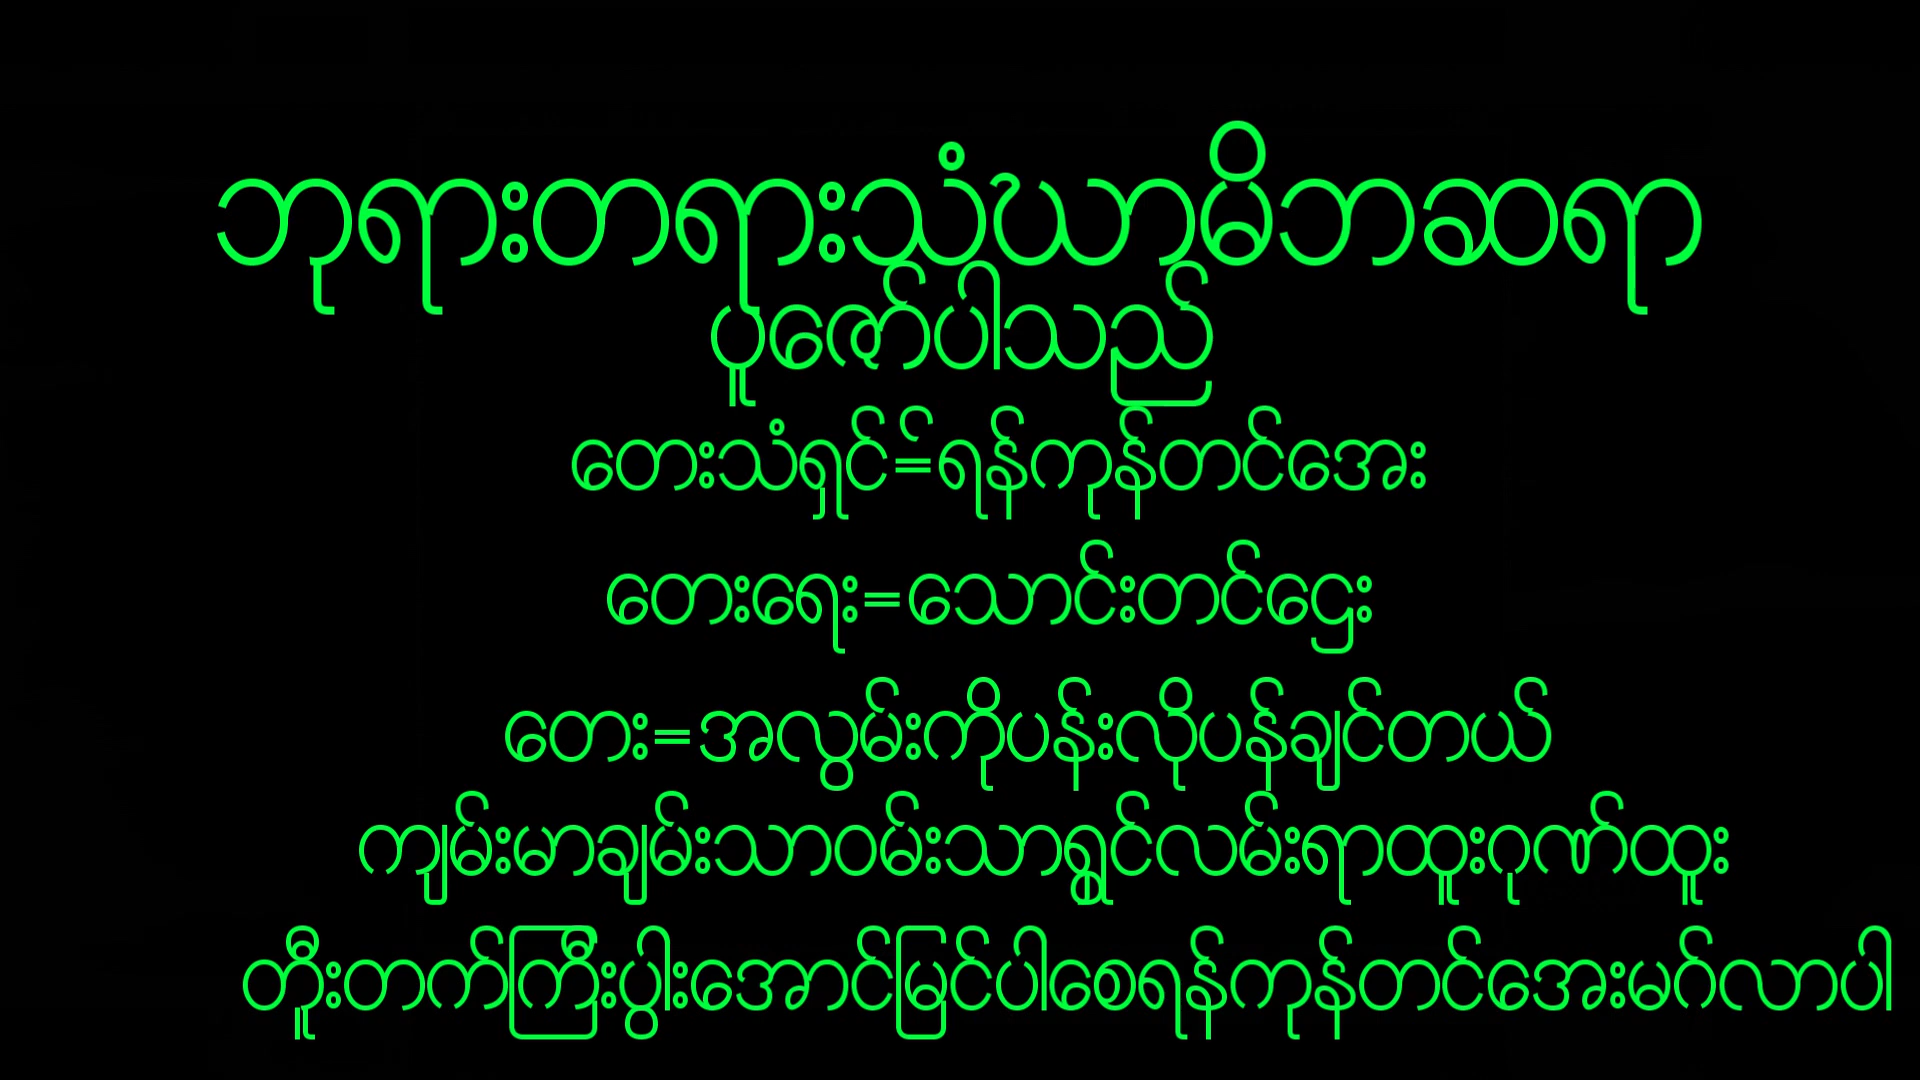 ဘုရားတရားသံဃာမိဘဆရာ
ပူဇော်ပါသည်
တေးသံရှင်=ရန်ကုန်တင်အေး
တေးရေး=သောင်းတင်ဌေး
တေး=အလွမ်းကိုပန်းလိုပန်ချင်တယ်
ကျမ်းမာချမ်းသာဝမ်းသာရွှင်လမ်းရာထူးဂုဏ်ထူး
တီူးတက်ကြီးပွါးအောင်မြင်ပါစေရန်ကုန်တင်အေးမင်္ဂလာပါ